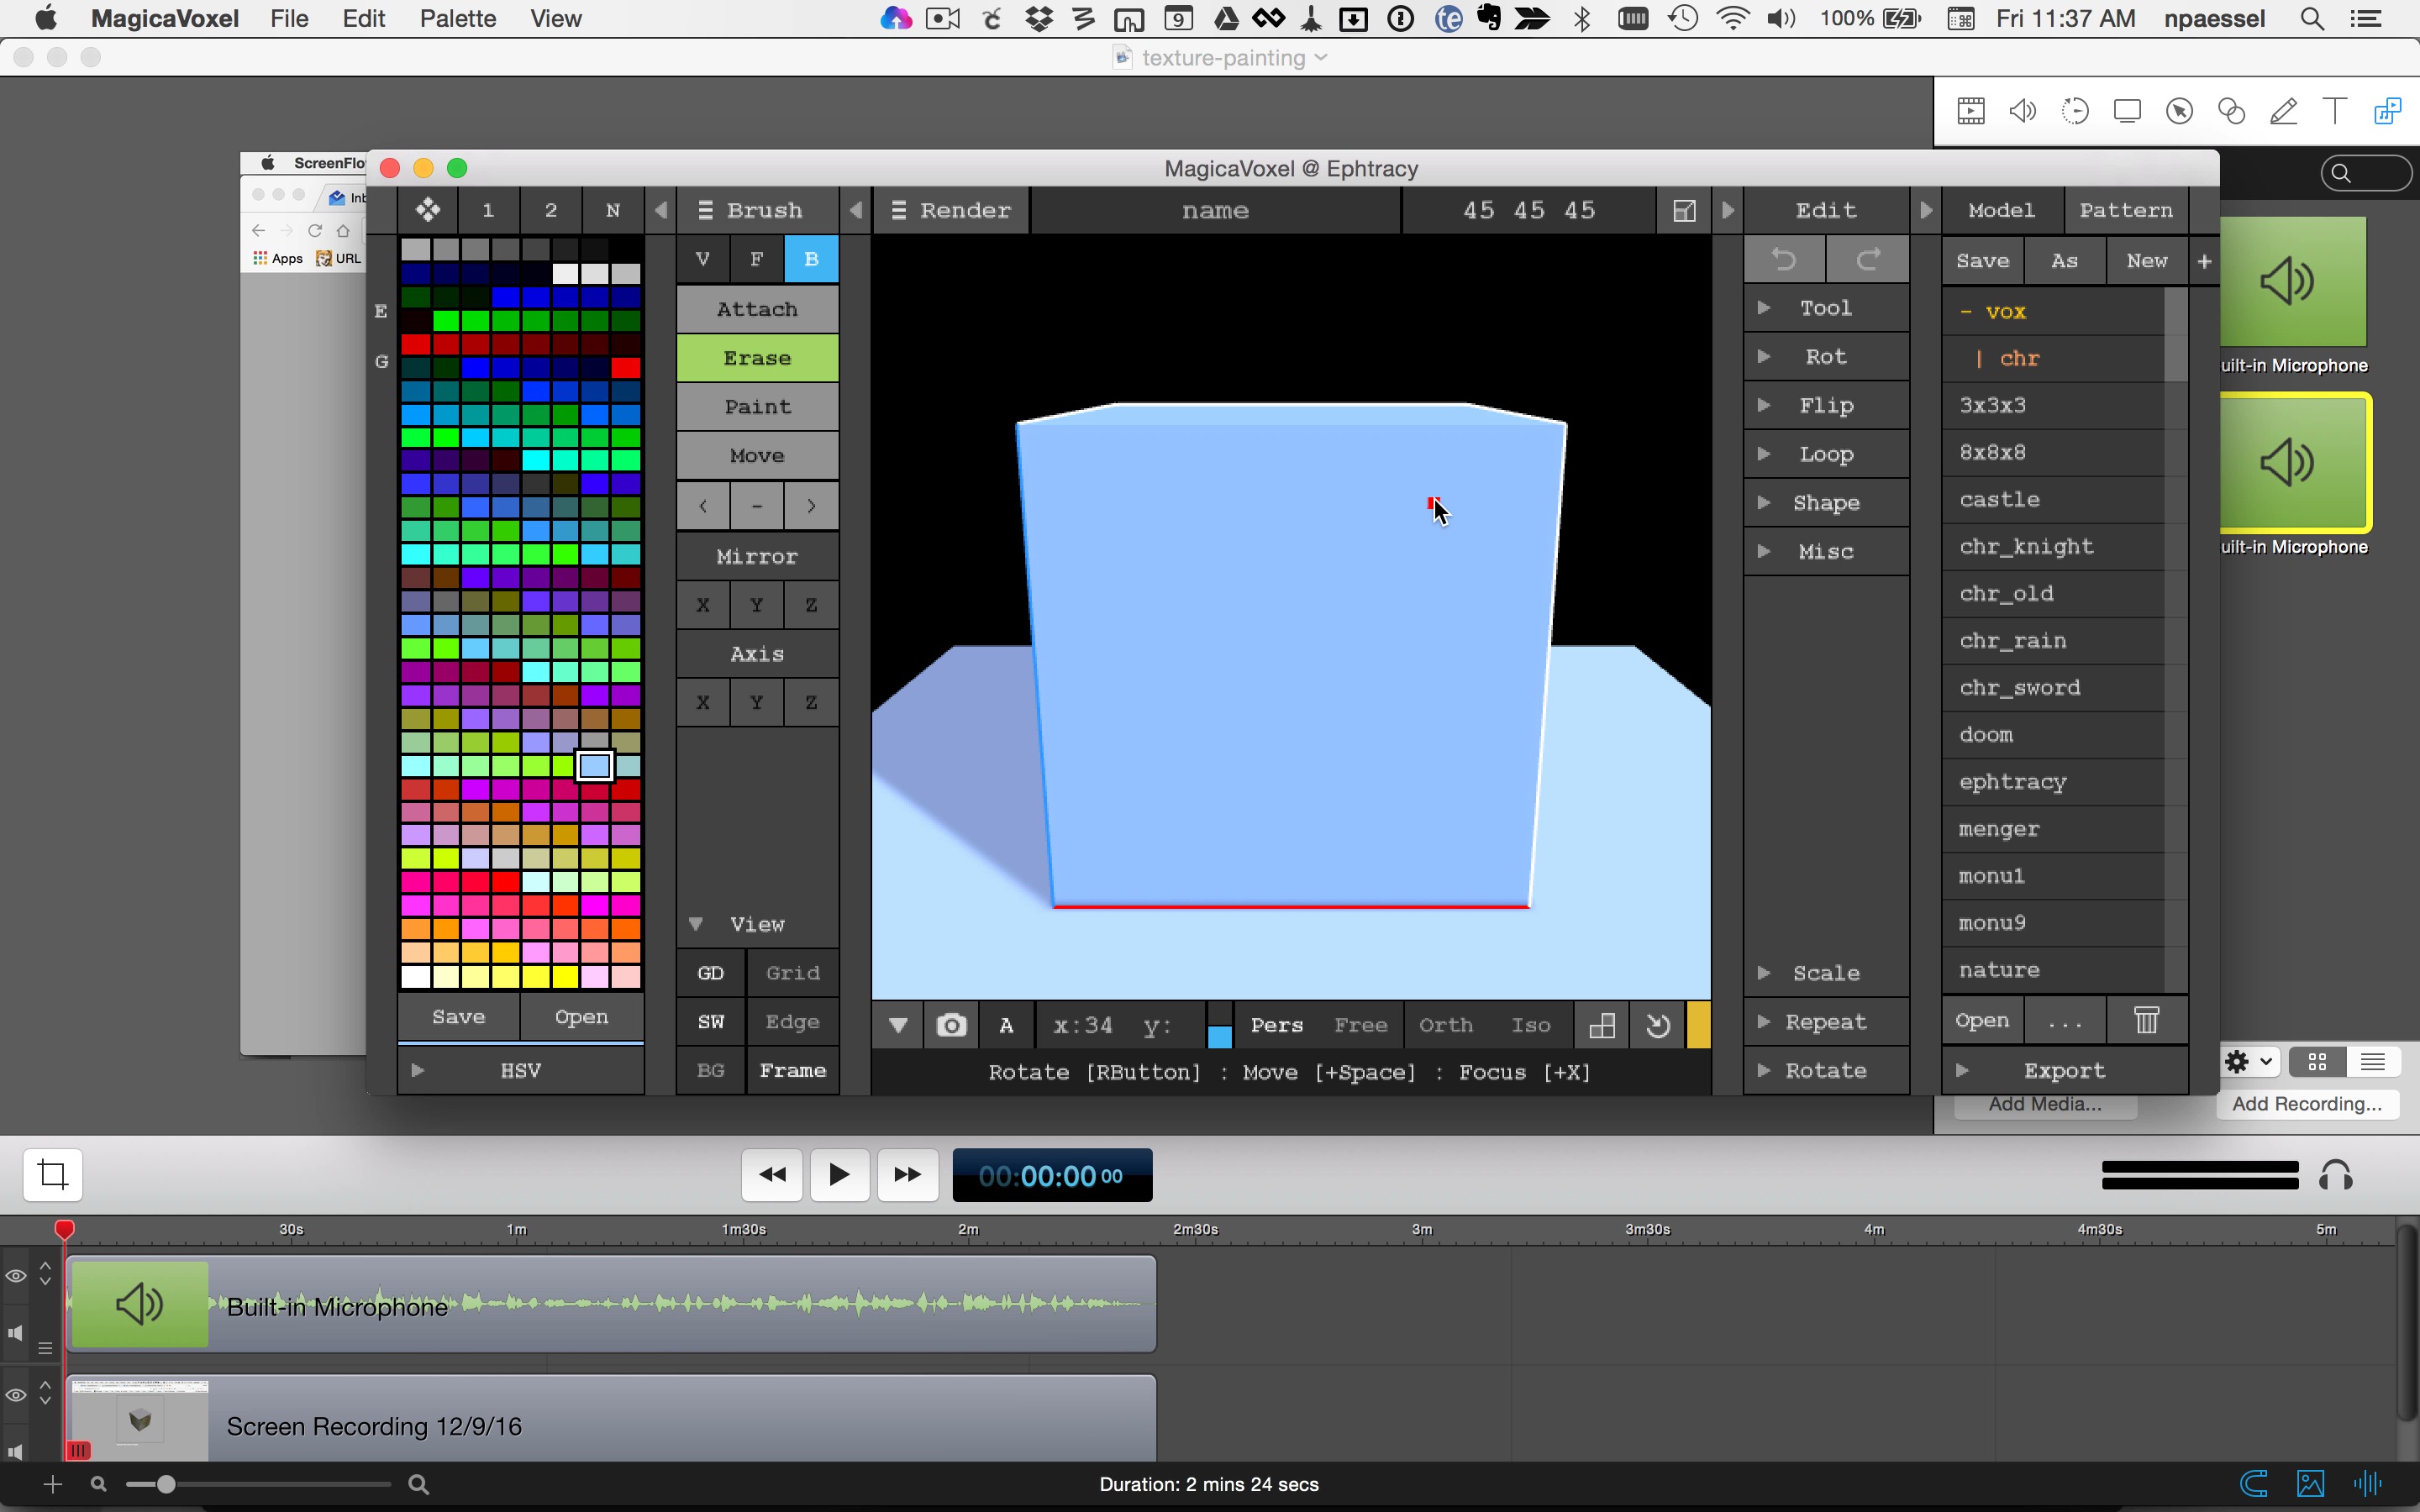 MagicaVoxel File Edit Palette View 9 te 100% Fri 11:37 AM npaessel
texture-painting
ScreenFlo
MagicaVoxel @ Ephtracy
Apps URL
1 2 N Brush Render name 45 45 45 Edit Model Pattern
V F B
Save As New +
E
G
Attach
Erase
Paint
Move
< - >
Mirror
X Y Z
Axis
X Y Z
View
GD Grid
SW Edge
BG Frame
Save Open
HSV
Tool
Rot
Flip
Loop
Shape
Misc
Scale
Repeat
Rotate
- vox
| chr
3x3x3
8x8x8
castle
chr_knight
chr_old
chr_rain
chr_sword
doom
ephtracy
menger
monu1
monu9
nature
Open ...
Export
A x:34 y: Pers Free Orth Iso
Rotate [RButton] : Move [+Space] : Focus [+X]
uilt-in Microphone
uilt-in Microphone
Add Media... Add Recording...
00:00:00 00
30s 1m 1m30s 2m 2m30s 3m 3m30s 4m 4m30s 5m
Built-in Microphone
Screen Recording 12/9/16
Duration: 2 mins 24 secs